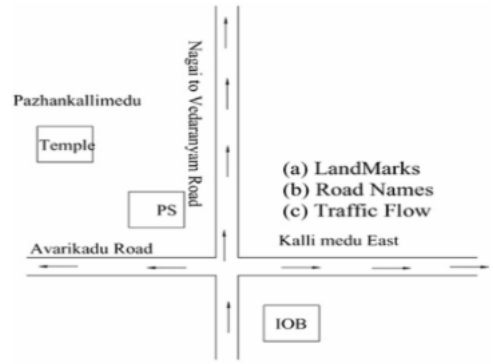 Nagai to Vedaranyam Road
Pazhankallimedu
Temple
PS
(a) LandMarks
(b) Road Names
(c) Traffic Flow
Avarikadu Road
Kalli medu East
IOB